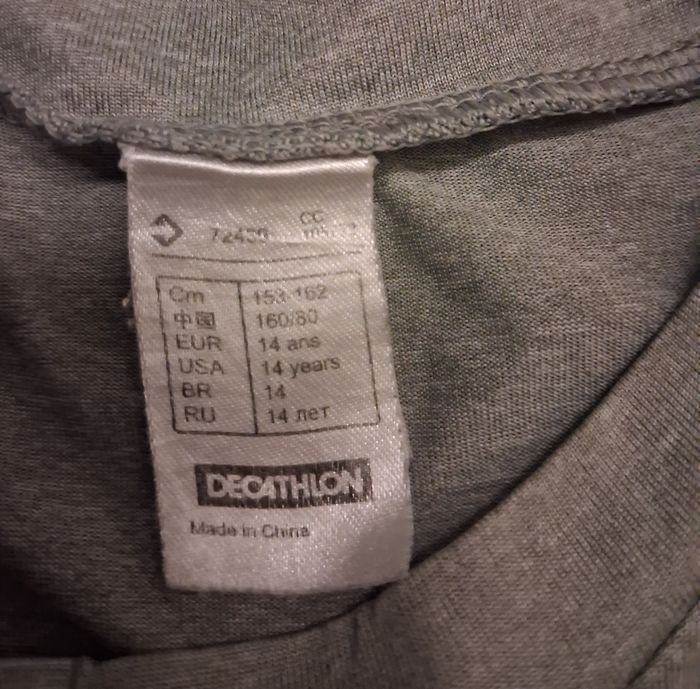 CC
Cm 153-162
中国 160/80
EUR 14 ans
USA 14 years
BR 14
RU 14 лет
DECATHLON
Made in China